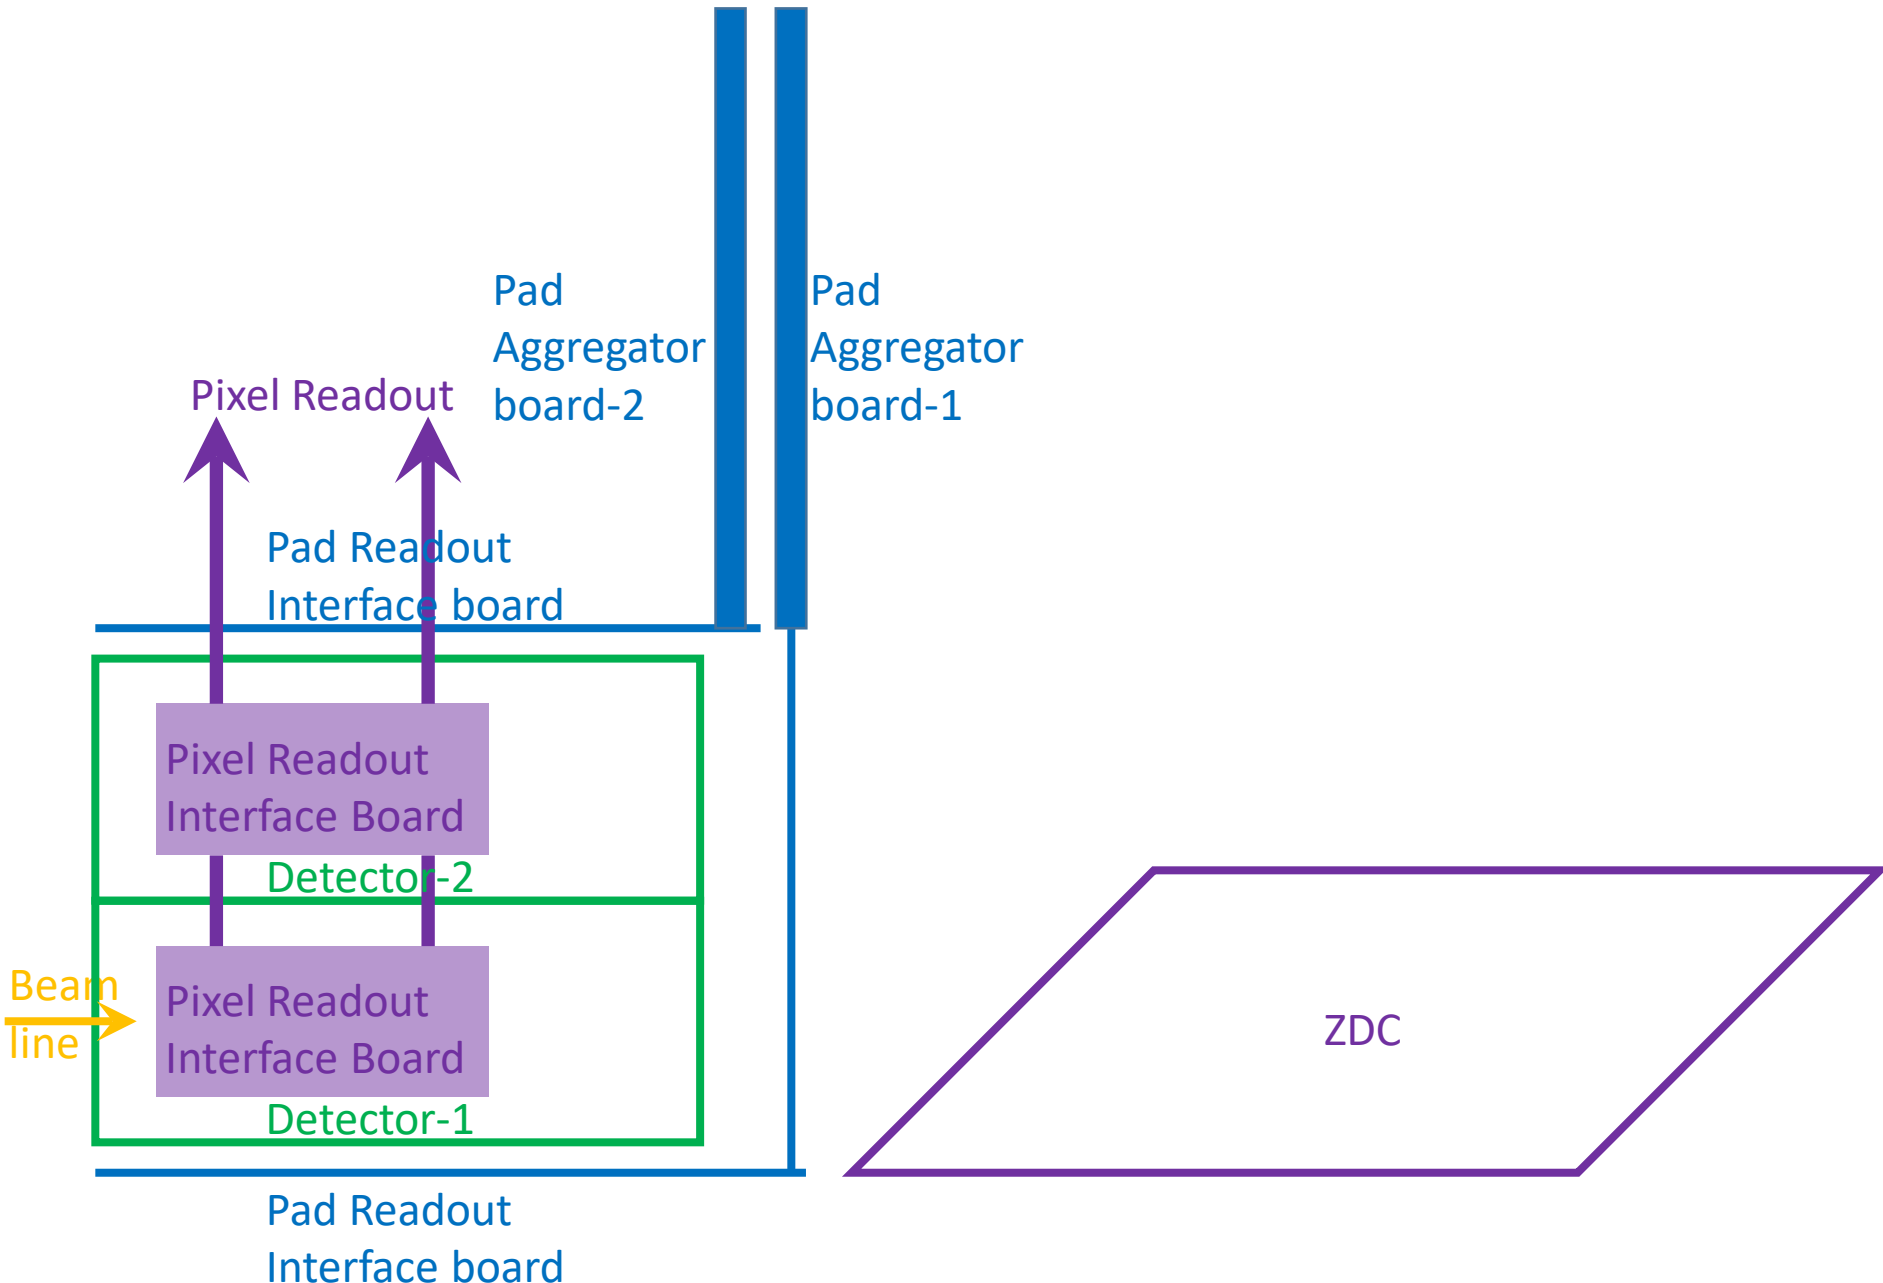 Pad
Aggregator
board-2
Pad
Aggregator
board-1
Pixel Readout
Pad Readout
Interface board
Pixel Readout
Interface Board
Detector-2
Beam
line
Pixel Readout
Interface Board
Detector-1
ZDC
Pad Readout
Interface board